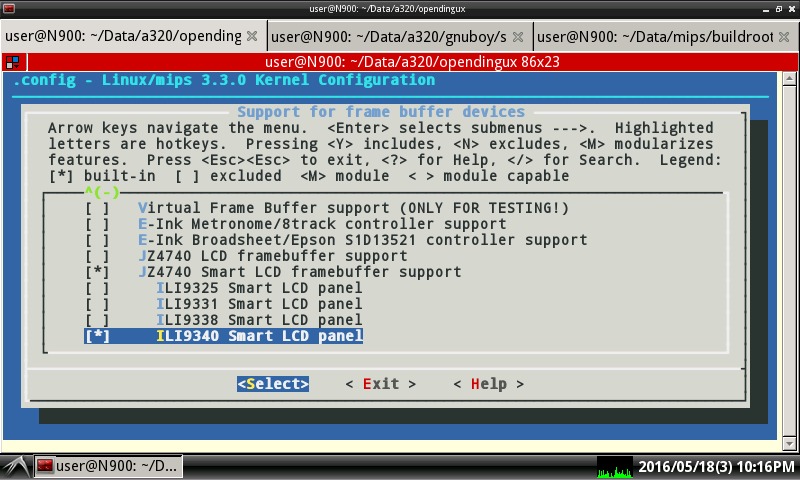 user@N900: ~/Data/a320/opendingux
user@N900: ~/Data/a320/opending
user@N900: ~/Data/a320/gnuboy/s
user@N900: ~/Data/mips/buildroot
user@N900: ~/Data/a320/opendingux 86x23
.config - Linux/mips 3.3.0 Kernel Configuration
Support for frame buffer devices
Arrow keys navigate the menu.  <Enter> selects submenus --->.  Highlighted
letters are hotkeys.  Pressing <Y> includes, <N> excludes, <M> modularizes
features.  Press <Esc><Esc> to exit, <?> for Help, </> for Search.  Legend:
[*] built-in  [ ] excluded  <M> module  < > module capable
^(-)
[ ]   Virtual Frame Buffer support (ONLY FOR TESTING!)
[ ]   E-Ink Metronome/8track controller support
[ ]   E-Ink Broadsheet/Epson S1D13521 controller support
[ ]   JZ4740 LCD framebuffer support
[*]   JZ4740 Smart LCD framebuffer support
[ ]     ILI9325 Smart LCD panel
[ ]     ILI9331 Smart LCD panel
[ ]     ILI9338 Smart LCD panel
[*]     ILI9340 Smart LCD panel
<Select>    < Exit >    < Help >
user@N900: ~/D...
2016/05/18(3) 10:16PM